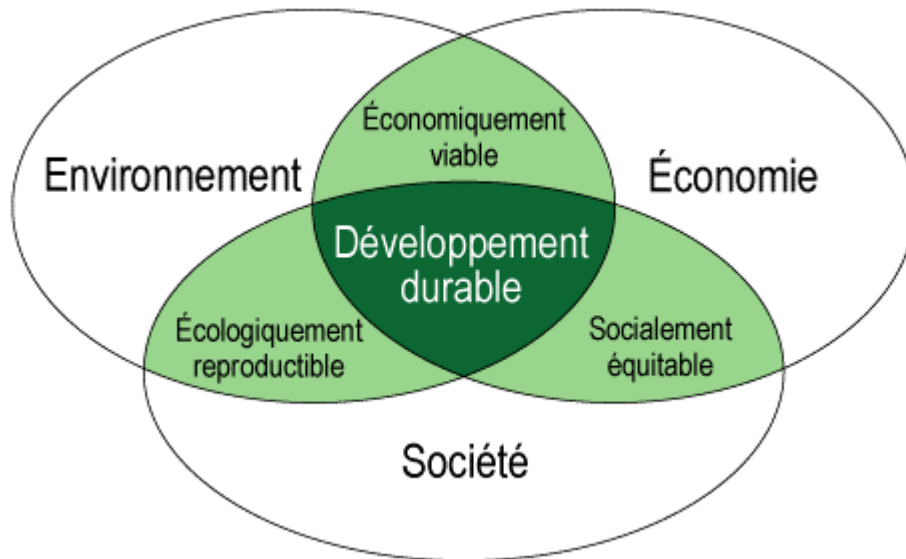 Économiquement
viable
Environnement
Économie
Développement
durable
Écologiquement
reproductible
Socialement
équitable
Société